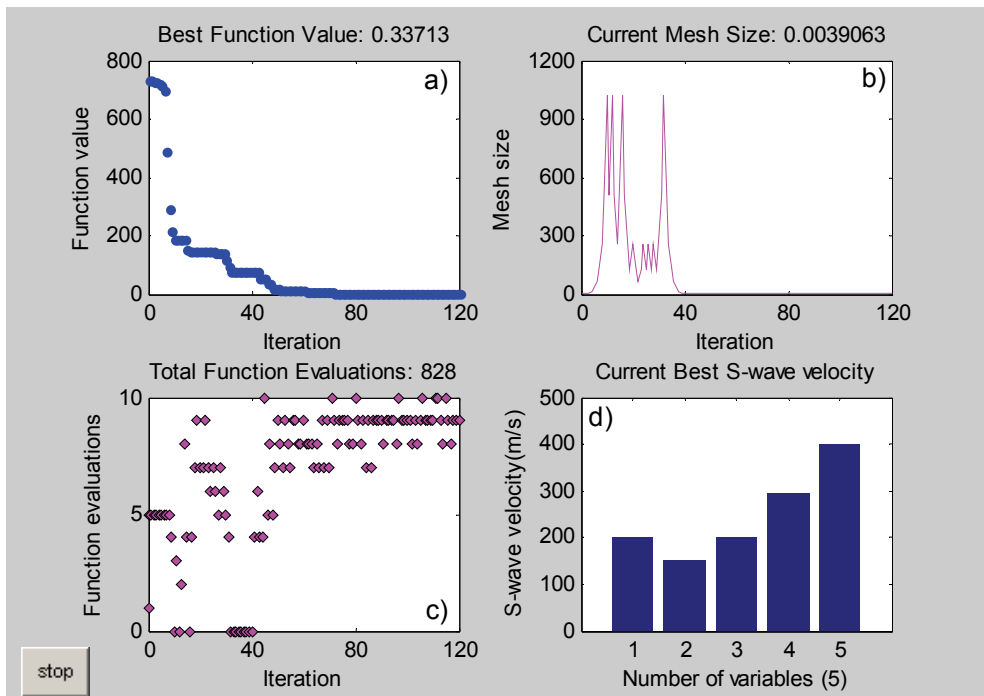 Best Function Value: 0.33713
a)
800
600
400
200
0
Function value
0 40 80 120
Iteration
Current Mesh Size: 0.0039063
b)
1200
900
600
300
0
Mesh size
0 40 80 120
Iteration
Total Function Evaluations: 828
c)
10
5
0
Function evaluations
0 40 80 120
Iteration
Current Best S-wave velocity
d)
500
400
300
200
100
0
S-wave velocity(m/s)
1 2 3 4 5
Number of variables (5)
stop